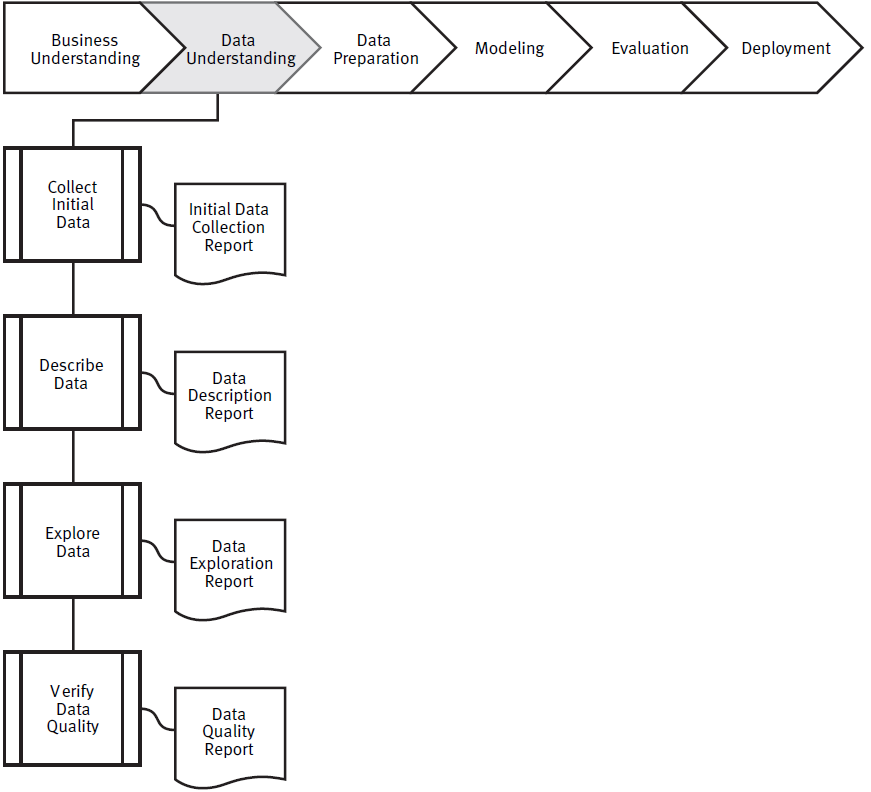 Business
Understanding
Data
Understanding
Data
Preparation
Modeling
Evaluation
Deployment
Collect
Initial
Data
Initial Data
Collection
Report
Describe
Data
Data
Description
Report
Explore
Data
Data
Exploration
Report
Verify
Data
Quality
Data
Quality
Report